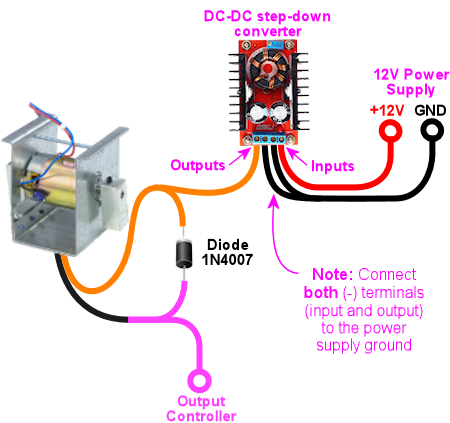 DC-DC step-down
converter
12V Power
Supply
+12V GND
Outputs
Inputs
Diode
1N4007
Note: Connect
both (-) terminals
(input and output)
to the power
supply ground
Output
Controller